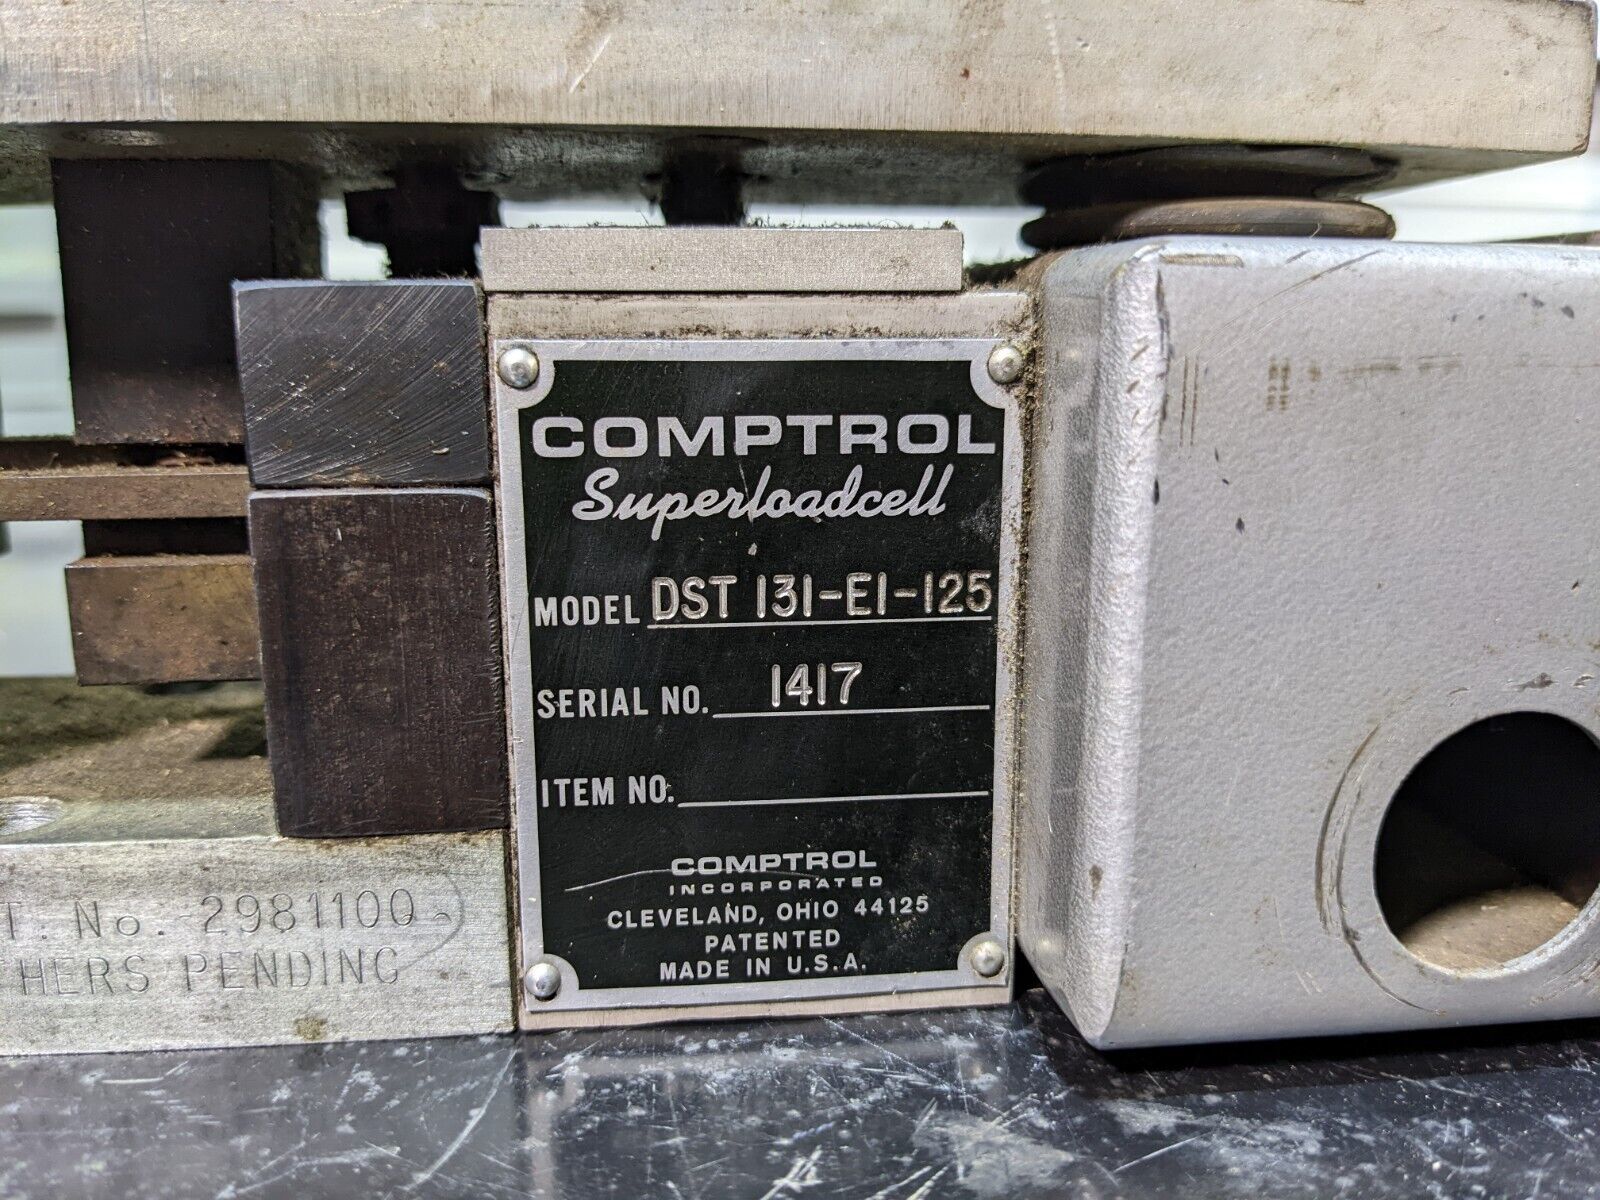 COMPTROL
Superloadcell
MODEL DST 131-E1-125
SERIAL NO. 1417
ITEM NO.
COMPTROL
INCORPORATED
CLEVELAND, OHIO 44125
PATENTED
MADE IN U.S.A.
T. No. 2981100
THERS PENDING